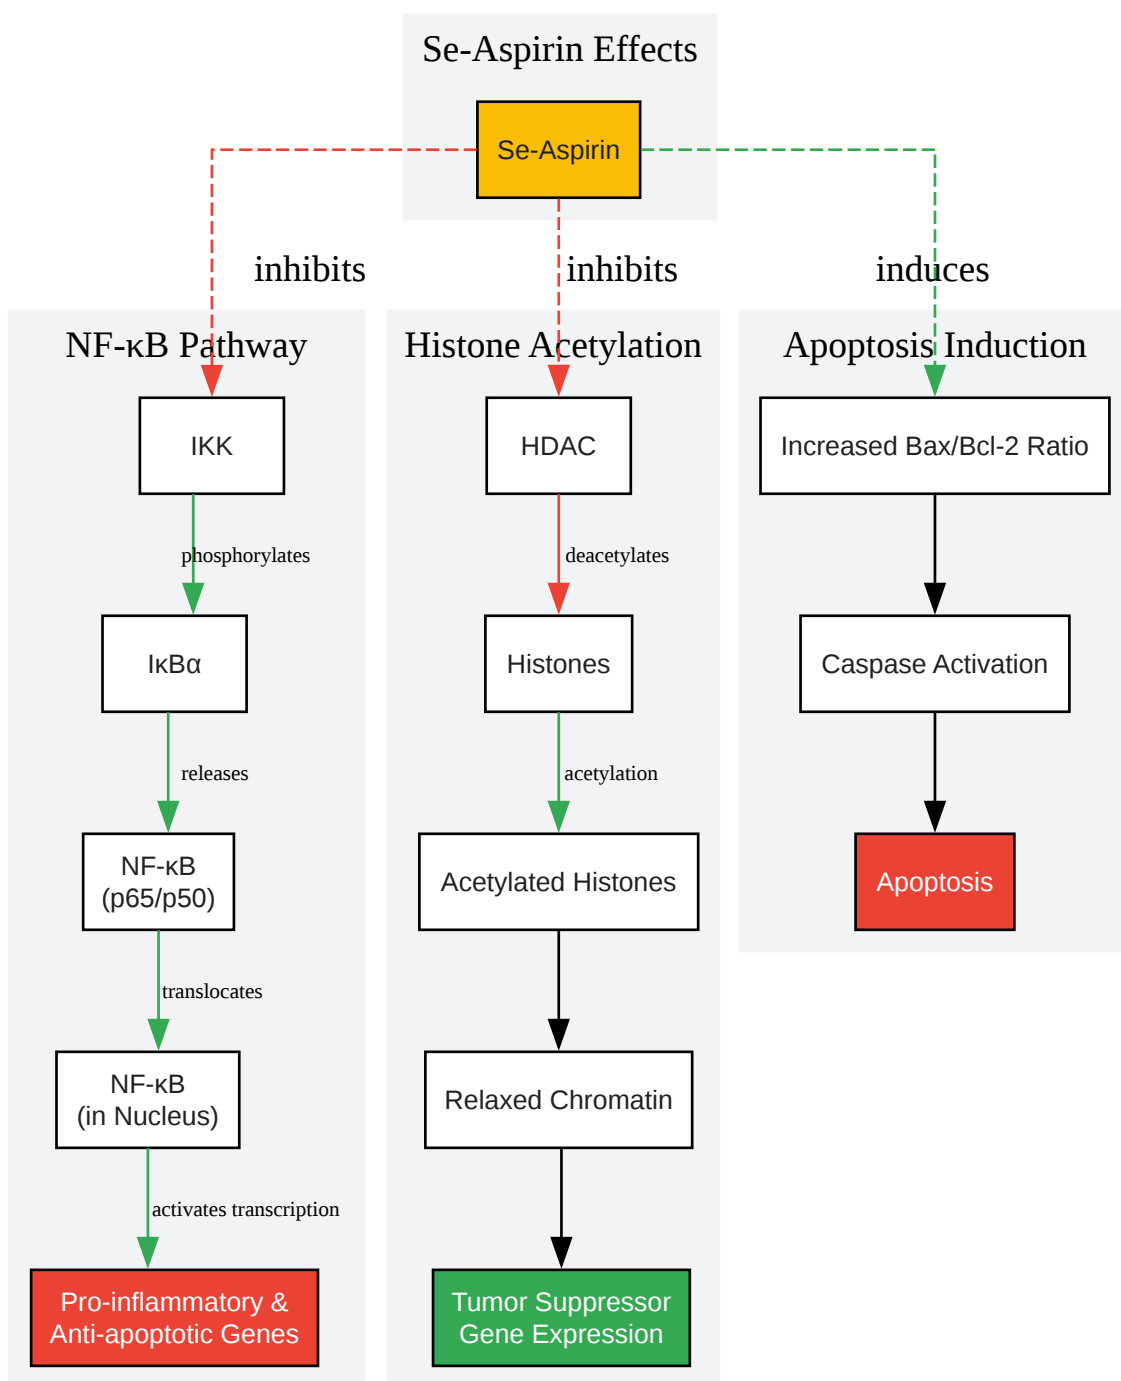 Se-Aspirin Effects
Se-Aspirin
inhibits
inhibits
induces
NF-κB Pathway
Histone Acetylation
Apoptosis Induction
IKK
HDAC
Increased Bax/Bcl-2 Ratio
phosphorylates
deacetylates
IκBα
Histones
Caspase Activation
releases
acetylation
NF-κB
(p65/p50)
Acetylated Histones
Apoptosis
translocates
NF-κB
(in Nucleus)
Relaxed Chromatin
activates transcription
Pro-inflammatory &
Anti-apoptotic Genes
Tumor Suppressor
Gene Expression